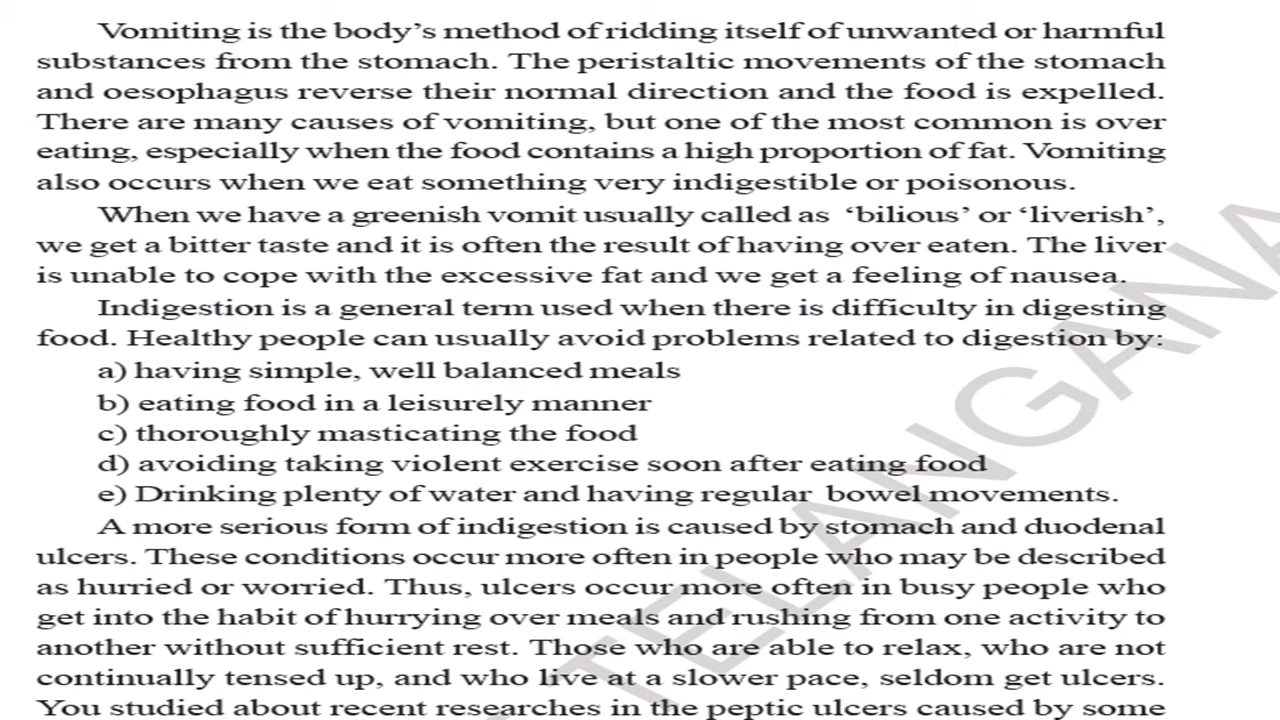 Vomiting is the body’s method of ridding itself of unwanted or harmful
substances from the stomach. The peristaltic movements of the stomach
and oesophagus reverse their normal direction and the food is expelled.
There are many causes of vomiting, but one of the most common is over
eating, especially when the food contains a high proportion of fat. Vomiting
also occurs when we eat something very indigestible or poisonous.
When we have a greenish vomit usually called as ‘bilious’ or ‘liverish’,
we get a bitter taste and it is often the result of having over eaten. The liver
is unable to cope with the excessive fat and we get a feeling of nausea.
Indigestion is a general term used when there is difficulty in digesting
food. Healthy people can usually avoid problems related to digestion by:
a) having simple, well balanced meals
b) eating food in a leisurely manner
c) thoroughly masticating the food
d) avoiding taking violent exercise soon after eating food
e) Drinking plenty of water and having regular bowel movements.
A more serious form of indigestion is caused by stomach and duodenal
ulcers. These conditions occur more often in people who may be described
as hurried or worried. Thus, ulcers occur more often in busy people who
get into the habit of hurrying over meals and rushing from one activity to
another without sufficient rest. Those who are able to relax, who are not
continually tensed up, and who live at a slower pace, seldom get ulcers.
You studied about recent researches in the peptic ulcers caused by some
TELANGANA